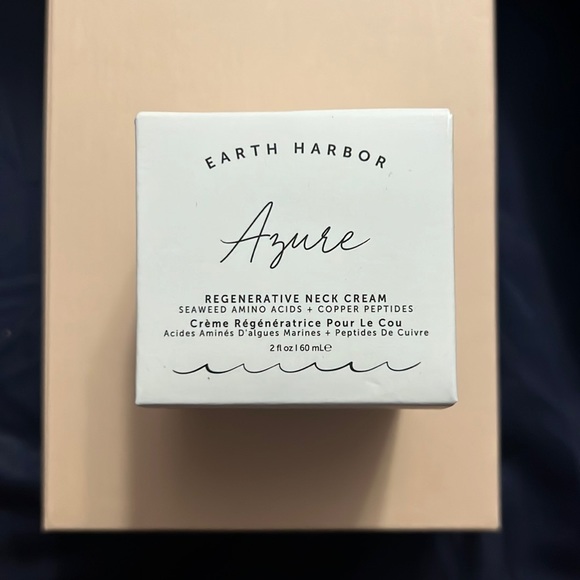 EARTH HARBOR
Azure
REGENERATIVE NECK CREAM
SEAWEED AMINO ACIDS + COPPER PEPTIDES
Crème Régénératrice Pour Le Cou
Acides Aminés D'algues Marines + Peptides De Cuivre
2 fl oz | 60 mL℮